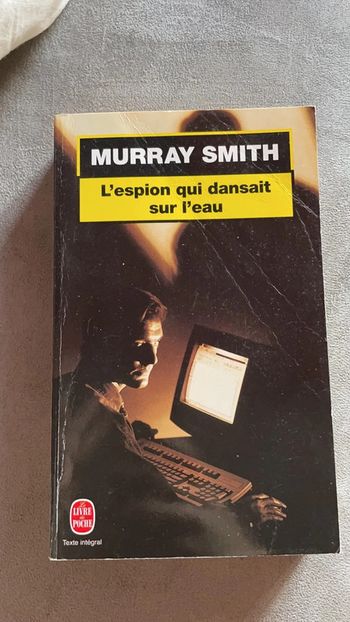 MURRAY SMITH
L'espion qui dansait
sur l'eau
LE LIVRE
DE
POCHE
Texte intégral